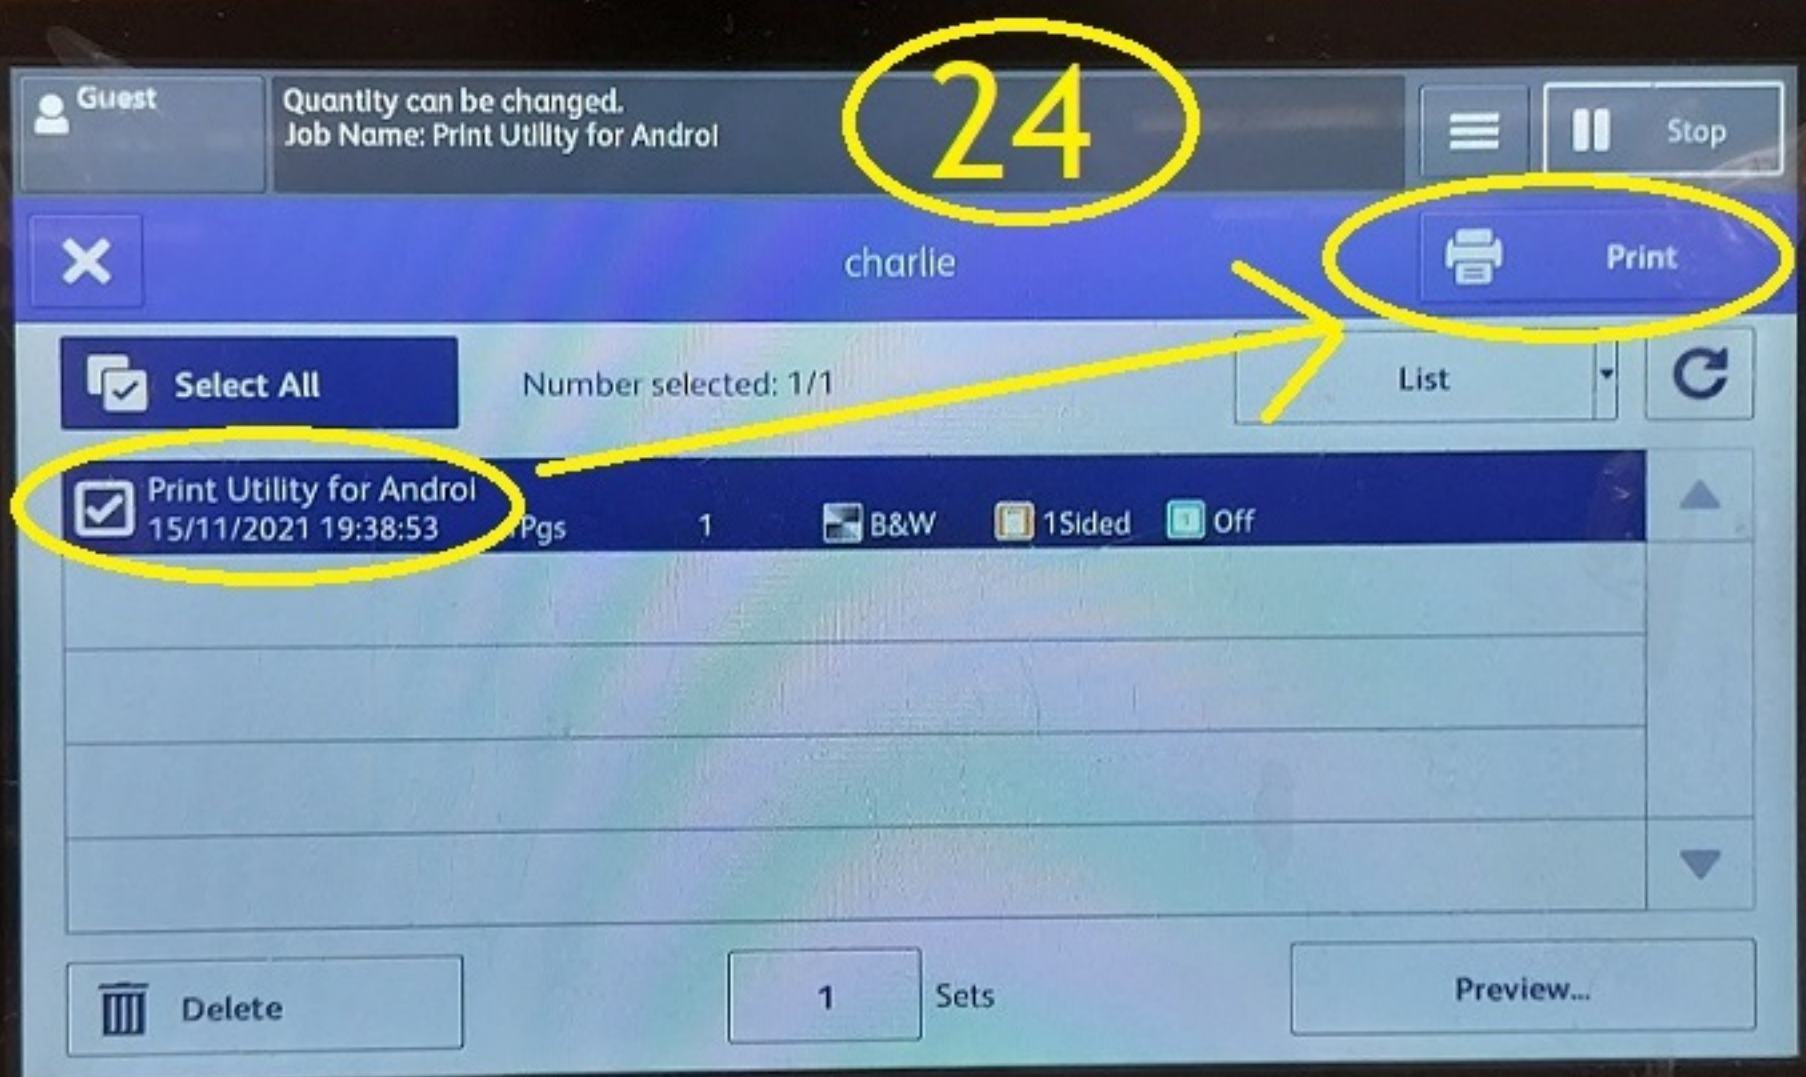 Guest
Quantity can be changed.
Job Name: Print Utility for AndroI
24
Stop
charlie
Print
Select All
Number selected: 1/1
List
Print Utility for AndroI
15/11/2021 19:38:53
Pgs 1 B&W 1Sided Off
Delete
1 Sets
Preview...